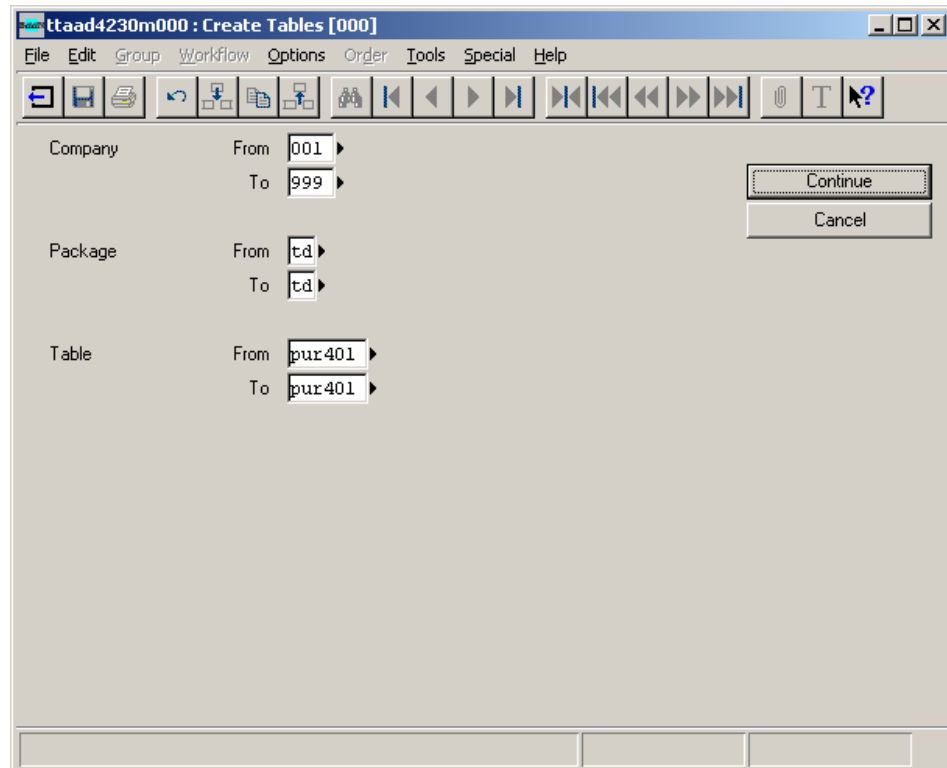 ttaad4230m000 : Create Tables [000]
File Edit Group Workflow Options Order Tools Special Help
T ?
Company From 001
To 999
Continue
Cancel
Package From td
To td
Table From pur401
To pur401